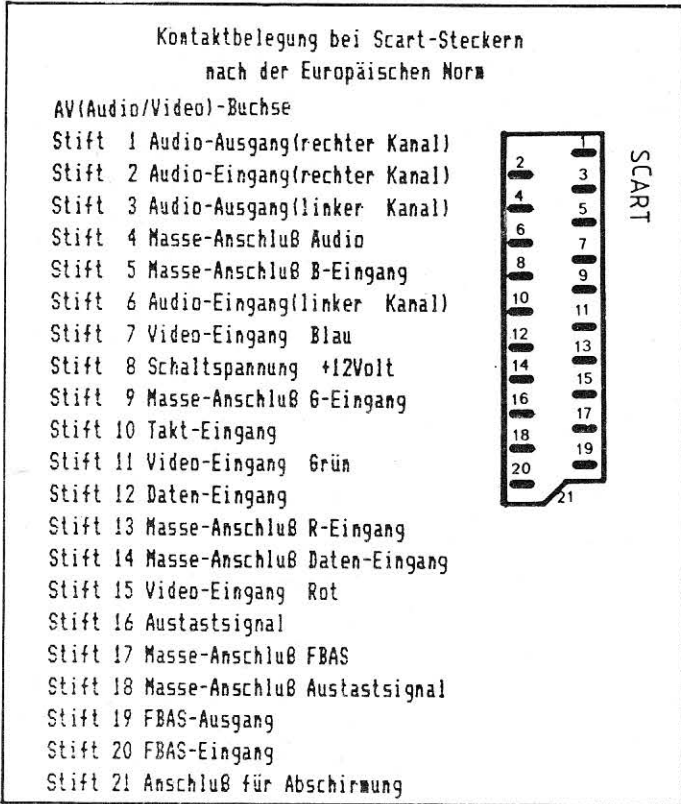 Kontaktbelegung bei Scart-Steckern
nach der Europäischen Norm
AV(Audio/Video)-Buchse
Stift 1 Audio-Ausgang(rechter Kanal)
Stift 2 Audio-Eingang(rechter Kanal)
Stift 3 Audio-Ausgang(linker Kanal)
Stift 4 Masse-Anschluß Audio
Stift 5 Masse-Anschluß B-Eingang
Stift 6 Audio-Eingang(linker Kanal)
Stift 7 Video-Eingang Blau
Stift 8 Schaltspannung +12Volt
Stift 9 Masse-Anschluß G-Eingang
Stift 10 Takt-Eingang
Stift 11 Video-Eingang Grün
Stift 12 Daten-Eingang
Stift 13 Masse-Anschluß R-Eingang
Stift 14 Masse-Anschluß Daten-Eingang
Stift 15 Video-Eingang Rot
Stift 16 Austastsignal
Stift 17 Masse-Anschluß FBAS
Stift 18 Masse-Anschluß Austastsignal
Stift 19 FBAS-Ausgang
Stift 20 FBAS-Eingang
Stift 21 Anschluß für Abschirmung
SCART
1
2
3
4
5
6
7
8
9
10
11
12
13
14
15
16
17
18
19
20
21